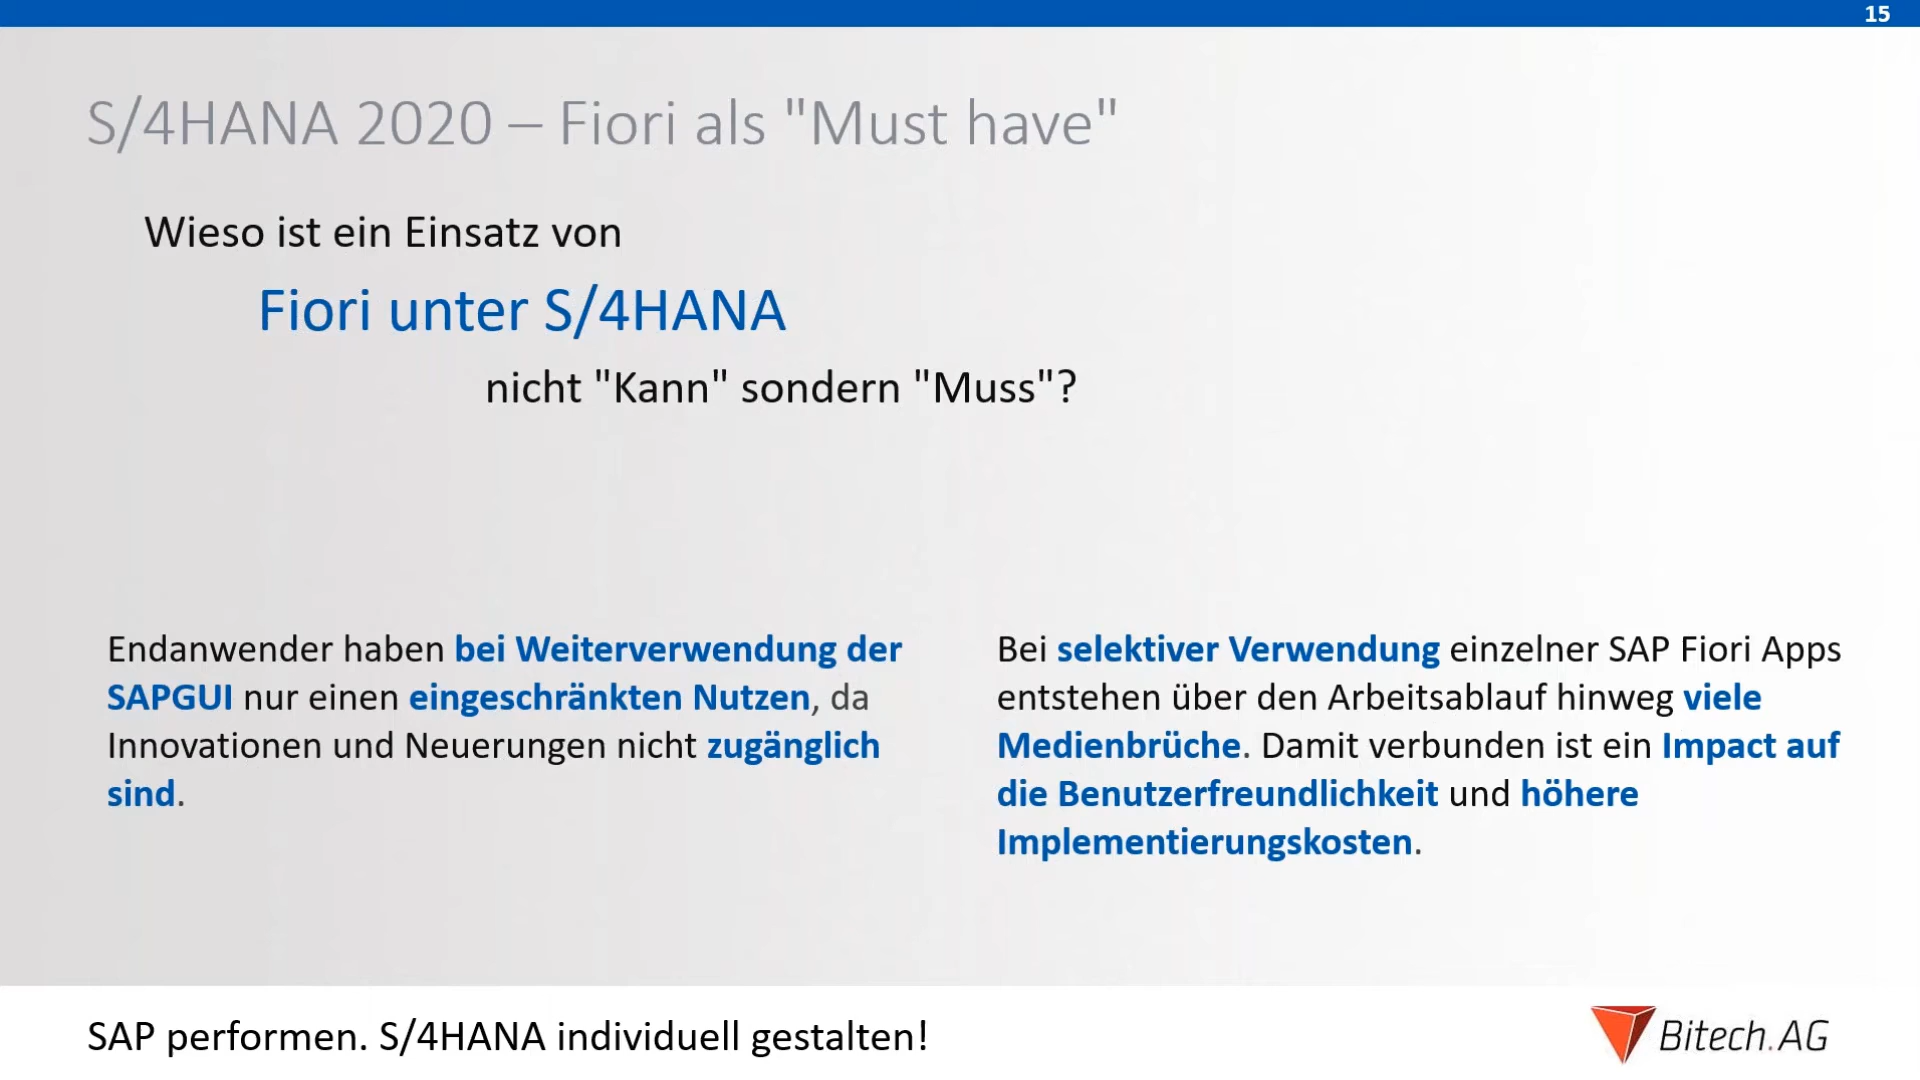 15
S/4HANA 2020 – Fiori als "Must have"
Wieso ist ein Einsatz von
Fiori unter S/4HANA
nicht "Kann" sondern "Muss"?
Endanwender haben bei Weiterverwendung der
SAPGUI nur einen eingeschränkten Nutzen, da
Innovationen und Neuerungen nicht zugänglich
sind.
Bei selektiver Verwendung einzelner SAP Fiori Apps
entstehen über den Arbeitsablauf hinweg viele
Medienbrüche. Damit verbunden ist ein Impact auf
die Benutzerfreundlichkeit und höhere
Implementierungskosten.
SAP performen. S/4HANA individuell gestalten!
Bitech.AG